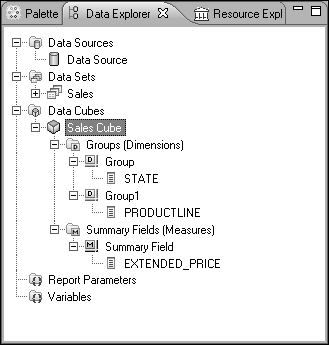 Palette Data Explorer Resource Expl
Data Sources
Data Source
Data Sets
Sales
Data Cubes
Sales Cube
Groups (Dimensions)
Group
STATE
Group1
PRODUCTLINE
Summary Fields (Measures)
Summary Field
EXTENDED_PRICE
Report Parameters
Variables